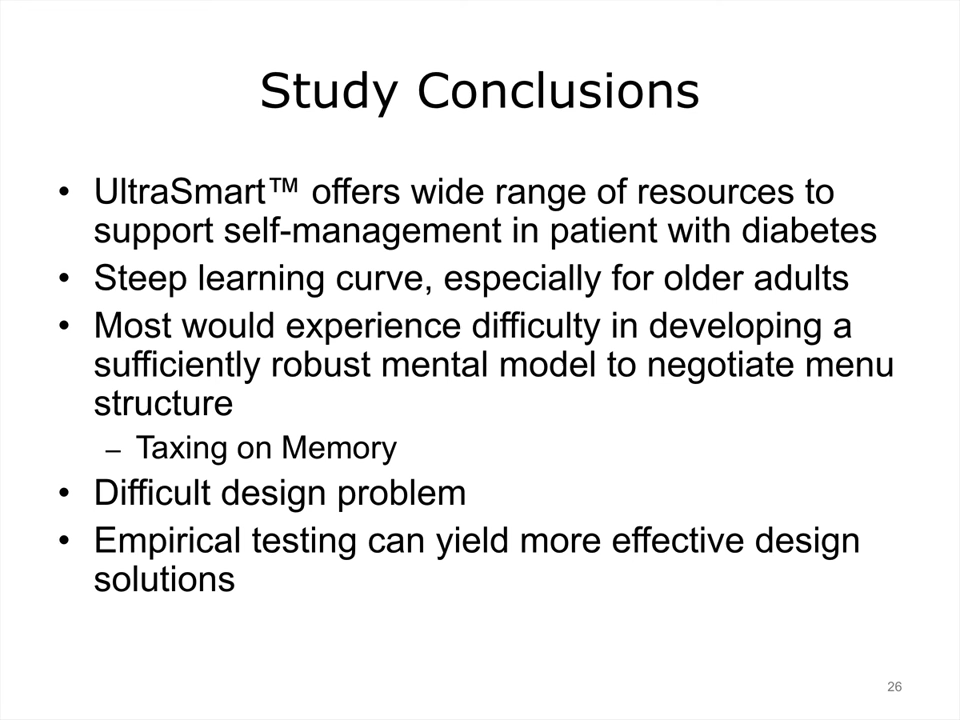 Study Conclusions
• UltraSmart™ offers wide range of resources to
support self-management in patient with diabetes
• Steep learning curve, especially for older adults
• Most would experience difficulty in developing a
sufficiently robust mental model to negotiate menu
structure
– Taxing on Memory
• Difficult design problem
• Empirical testing can yield more effective design
solutions
26